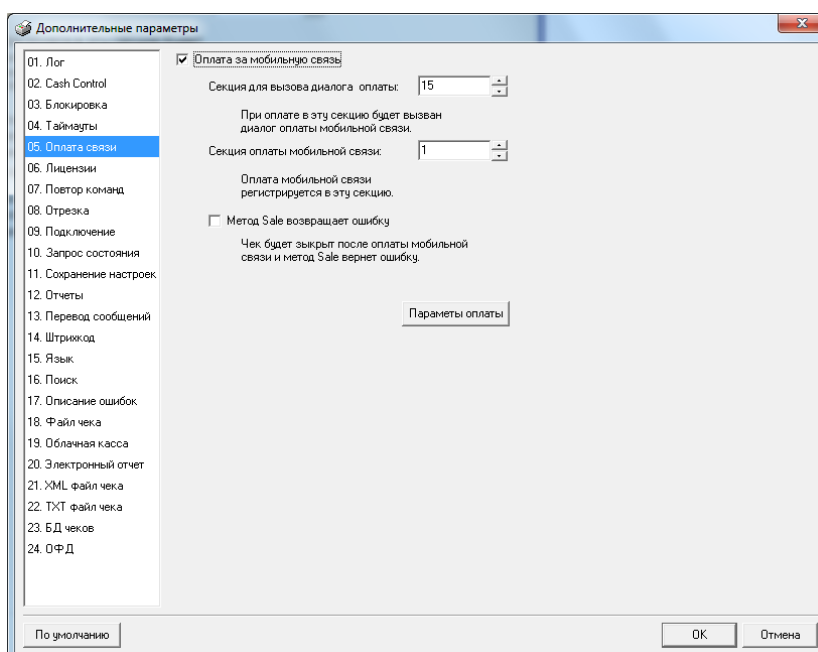 Дополнительные параметры
01. Лог
02. Cash Control
03. Блокировка
04. Таймауты
05. Оплата связи
06. Лицензии
07. Повтор команд
08. Отрезка
09. Подключение
10. Запрос состояния
11. Сохранение настроек
12. Отчеты
13. Перевод сообщений
14. Штрихкод
15. Язык
16. Поиск
17. Описание ошибок
18. Файл чека
19. Облачная касса
20. Электронный отчет
21. XML файл чека
22. TXT файл чека
23. БД чеков
24. ОФД
Оплата за мобильную связь
Секция для вызова диалога оплаты: 15
При оплате в эту секцию будет вызван
диалог оплаты мобильной связи.
Секция оплаты мобильной связи: 1
Оплата мобильной связи
регистрируется в эту секцию.
Метод Sale возвращает ошибку
Чек будет зыкрыт после оплаты мобильной
связи и метод Sale вернет ошибку.
Параметы оплаты
По умолчанию
OK
Отмена